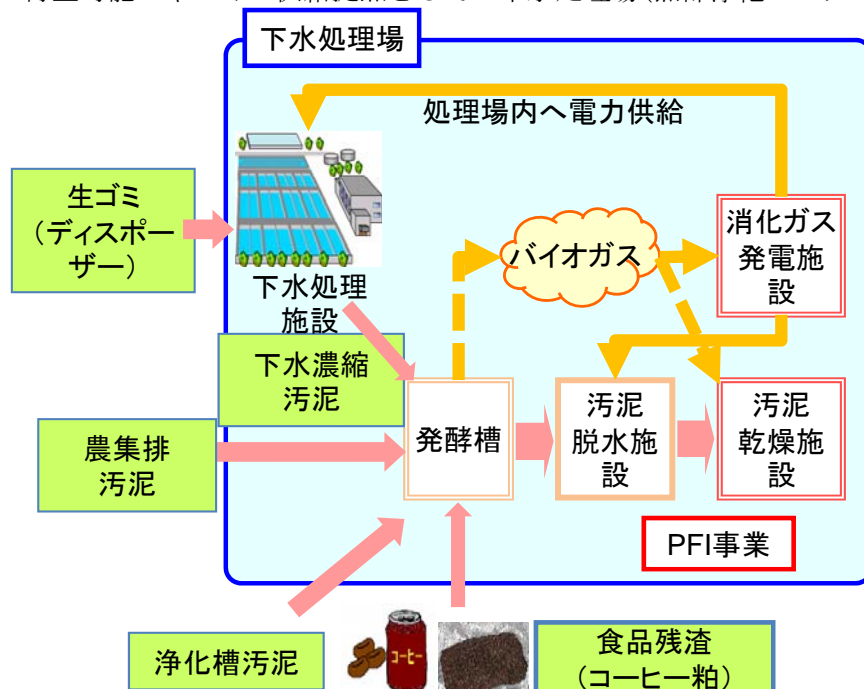 下水処理場
処理場内へ電力供給
生ゴミ
（ディスポー
ザー）
バイオガス
消化ガス
発電施
設
下水処理
施設
下水濃縮
汚泥
農集排
汚泥
発酵槽
汚泥
脱水施
設
汚泥
乾燥施
設
PFI事業
浄化槽汚泥
コーヒー
食品残渣
（コーヒー粕）